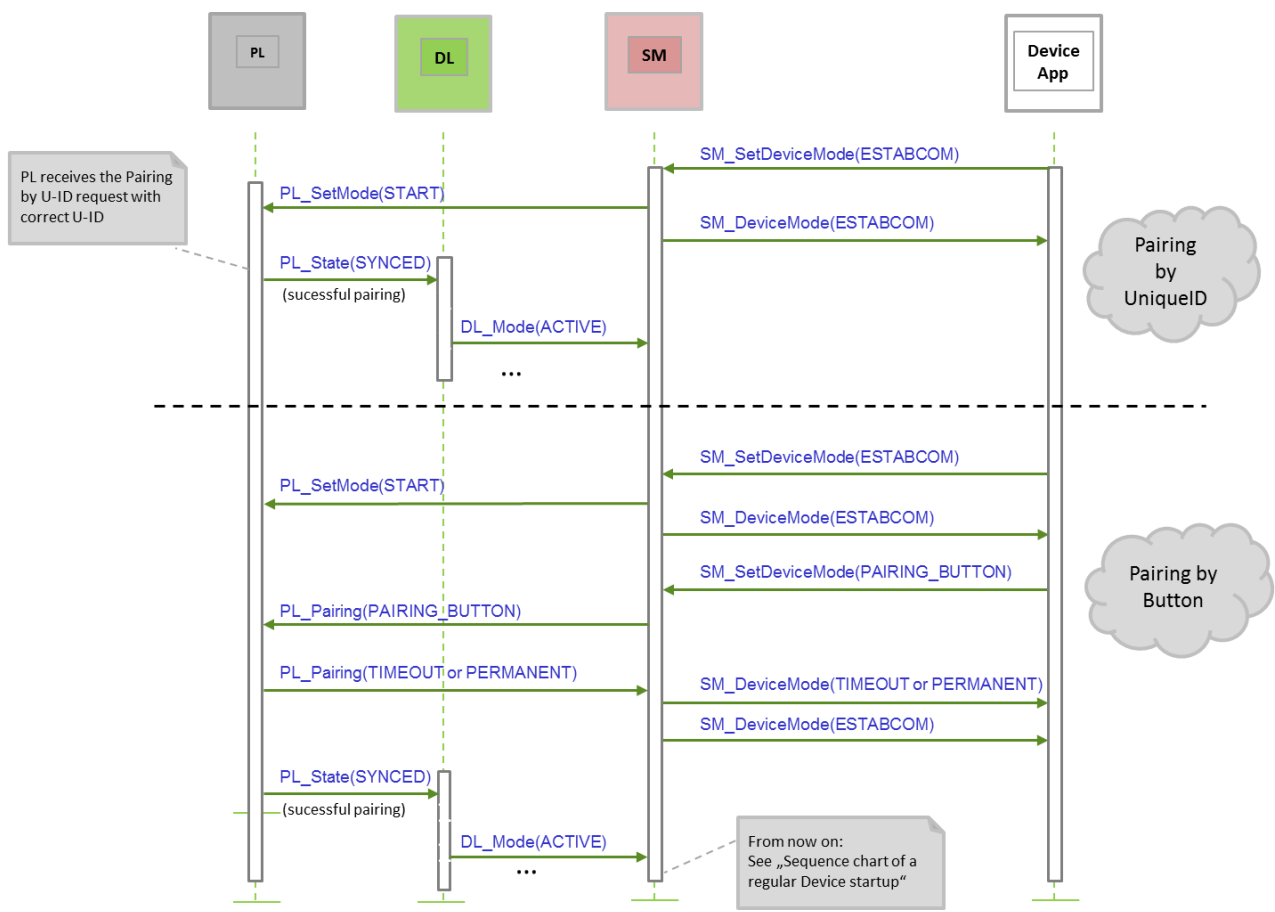 PL
DL
SM
Device
App
SM_SetDeviceMode(ESTABCOM)
PL receives the Pairing
by U-ID request with
correct U-ID
PL_SetMode(START)
SM_DeviceMode(ESTABCOM)
Pairing
by
UniqueID
PL_State(SYNCED)
(sucessful pairing)
DL_Mode(ACTIVE)
...
SM_SetDeviceMode(ESTABCOM)
PL_SetMode(START)
SM_DeviceMode(ESTABCOM)
SM_SetDeviceMode(PAIRING_BUTTON)
Pairing by
Button
PL_Pairing(PAIRING_BUTTON)
PL_Pairing(TIMEOUT or PERMANENT)
SM_DeviceMode(TIMEOUT or PERMANENT)
SM_DeviceMode(ESTABCOM)
PL_State(SYNCED)
(sucessful pairing)
DL_Mode(ACTIVE)
...
From now on:
See „Sequence chart of a
regular Device startup“